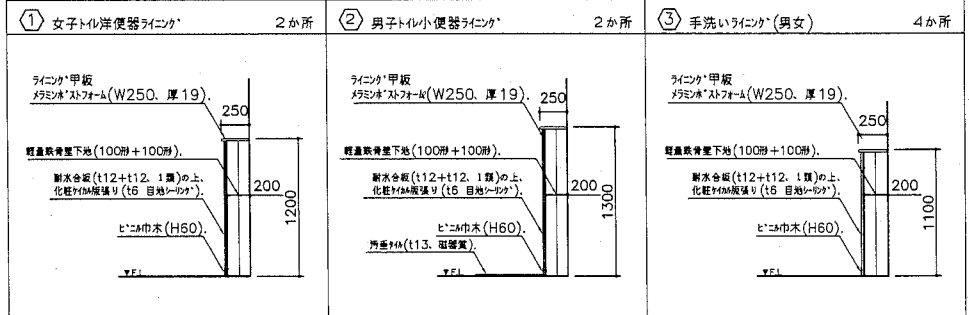 ① 女子トイレ洋便器ライニング 2か所
ライニング甲板
メラミンポストフォーム(W250、厚19).
250
軽量鉄骨壁下地(100形+100形).
耐水合板(t12+t12、1類)の上、
化粧ケイカル版張り(t6 目地シーリング).
200
1200
ビニル巾木(H60).
▼F.L
② 男子トイレ小便器ライニング 2か所
ライニング甲板
メラミンポストフォーム(W250、厚19).
250
軽量鉄骨壁下地(100形+100形).
耐水合板(t12+t12、1類)の上、
化粧ケイカル版張り(t6 目地シーリング).
200
1300
ビニル巾木(H60).
汚垂タイル(t13、磁器質).
▼F.L
③ 手洗いライニング(男女) 4か所
ライニング甲板
メラミンポストフォーム(W250、厚19).
250
軽量鉄骨壁下地(100形+100形).
耐水合板(t12+t12、1類)の上、
化粧ケイカル版張り(t6 目地シーリング).
200
1100
ビニル巾木(H60).
▼F.L